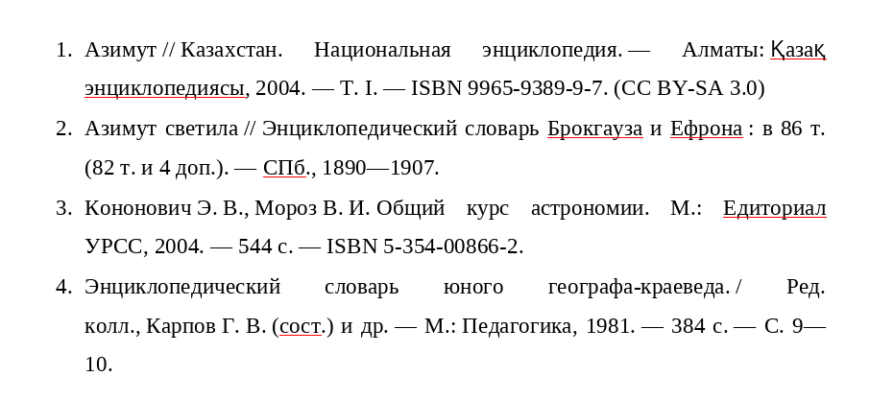 1. Азимут // Казахстан. Национальная энциклопедия. — Алматы: Қазақ
энциклопедиясы, 2004. — Т. I. — ISBN 9965-9389-9-7. (CC BY-SA 3.0)
2. Азимут светила // Энциклопедический словарь Брокгауза и Ефрона : в 86 т.
(82 т. и 4 доп.). — СПб., 1890—1907.
3. Кононович Э. В., Мороз В. И. Общий курс астрономии. М.: Едиториал
УРСС, 2004. — 544 с. — ISBN 5-354-00866-2.
4. Энциклопедический словарь юного географа-краеведа. / Ред.
колл., Карпов Г. В. (сост.) и др. — М.: Педагогика, 1981. — 384 с. — С. 9—
10.